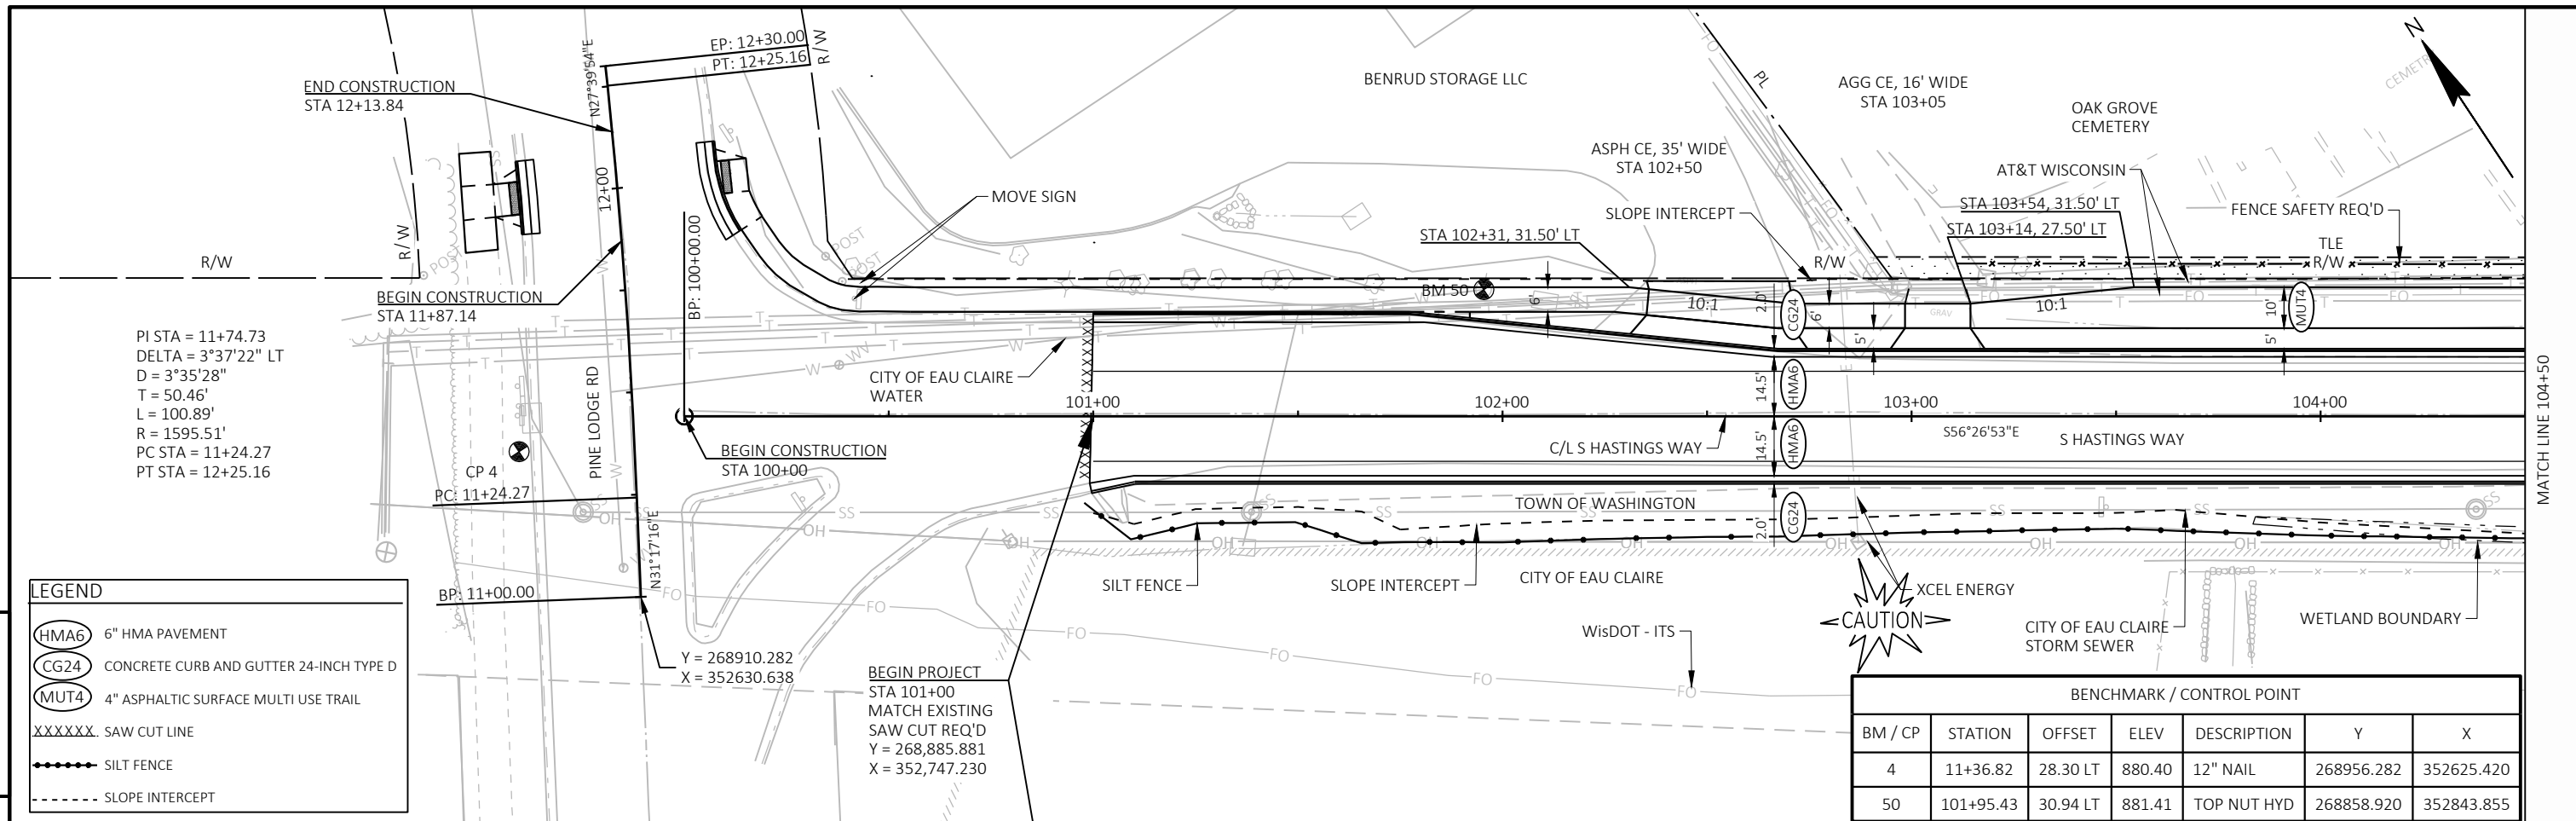 EP: 12+30.00
PT: 12+25.16
R/W
N27°39'54"E
END CONSTRUCTION
STA 12+13.84
BENRUD STORAGE LLC
PL
FO
AGG CE, 16' WIDE
STA 103+05
OAK GROVE
CEMETERY
N
ASPH CE, 35' WIDE
STA 102+50
AT&T WISCONSIN
MOVE SIGN
12+00
SLOPE INTERCEPT
STA 103+54, 31.50' LT
FENCE SAFETY REQ'D
STA 102+31, 31.50' LT
STA 103+14, 27.50' LT
TLE
R/W
R/W
R/W
R/W
POST
POST
POST
BP: 100+00.00
BEGIN CONSTRUCTION
STA 11+87.14
BM 50
6'
10:1
2.0'
CG24
6'
5'
GRAV
10:1
10'
MUT4
5'
PI STA = 11+74.73
DELTA = 3°37'22" LT
D = 3°35'28"
T = 50.46'
L = 100.89'
R = 1595.51'
PC STA = 11+24.27
PT STA = 12+25.16
WV
CITY OF EAU CLAIRE
WATER
14.5'
HMA6
PINE LODGE RD
101+00
102+00
103+00
104+00
MATCH LINE 104+50
BEGIN CONSTRUCTION
STA 100+00
C/L S HASTINGS WAY
14.5'
HMA6
S56°26'53"E
S HASTINGS WAY
CP 4
PC: 11+24.27
TOWN OF WASHINGTON
SS
OH
2.0'
CG24
N31°17'16"E
SILT FENCE
SLOPE INTERCEPT
CITY OF EAU CLAIRE
XCEL ENERGY
CAUTION
BP: 11+00.00
WisDOT - ITS
CITY OF EAU CLAIRE
STORM SEWER
WETLAND BOUNDARY
Y = 268910.282
X = 352630.638
BEGIN PROJECT
STA 101+00
MATCH EXISTING
SAW CUT REQ'D
Y = 268,885.881
X = 352,747.230
LEGEND
HMA6 6" HMA PAVEMENT
CG24 CONCRETE CURB AND GUTTER 24-INCH TYPE D
MUT4 4" ASPHALTIC SURFACE MULTI USE TRAIL
XXXXXX SAW CUT LINE
SILT FENCE
SLOPE INTERCEPT
BENCHMARK / CONTROL POINT
BM / CP STATION OFFSET ELEV DESCRIPTION Y X
4 11+36.82 28.30 LT 880.40 12" NAIL 268956.282 352625.420
50 101+95.43 30.94 LT 881.41 TOP NUT HYD 268858.920 352843.855